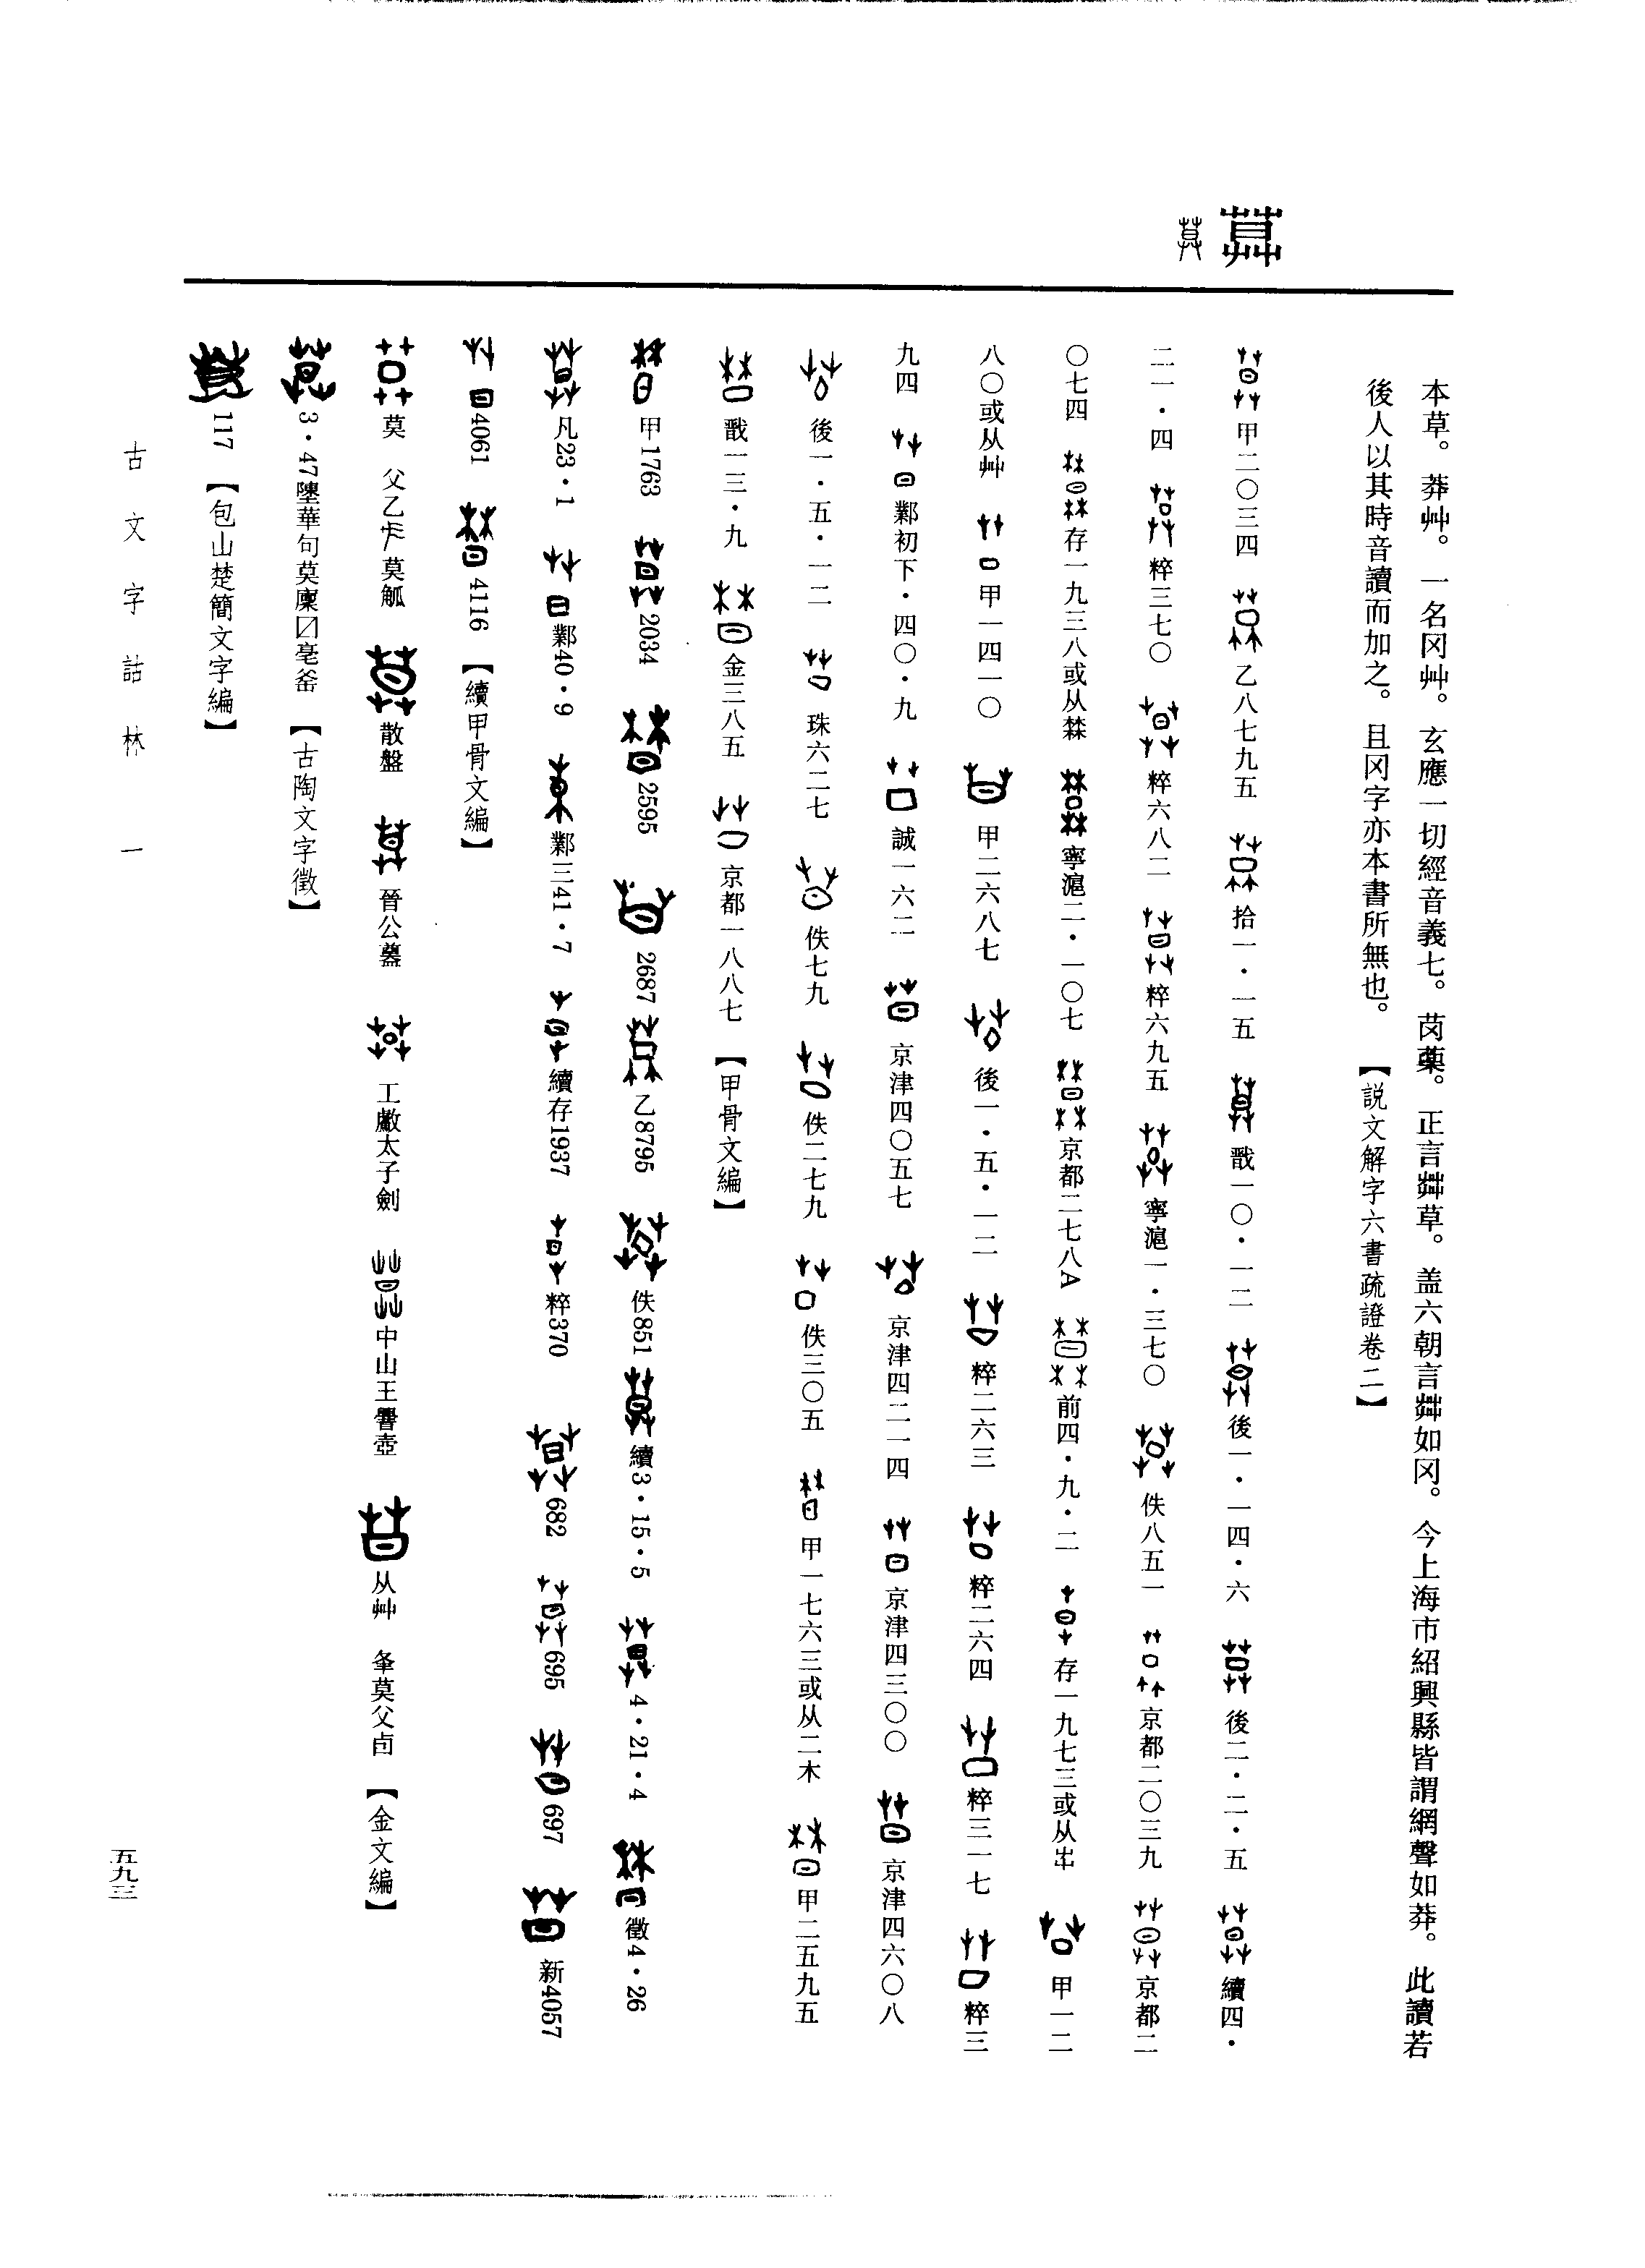 莫
本草。莽艸。一名冈艸。玄應一切經音義七。芮藥。正言茻草。盖六朝言茻如冈。今上海市紹興縣皆謂網聲如莽。此讀若
後人以其時音讀而加之。且冈字亦本書所無也。【說文解字六書疏證卷二】
甲二〇三四 乙八七九五 拾一·一五 戩一〇·一二 後一·一四·六 後二·二·五 續四·
二一·四 粹三七〇 粹六八二 粹六九五 寧滬一·三七〇 佚八五一 京都二〇三九 京都二
〇七四 存一九三八或从棥 寧滬二·一〇七 京都二七八A 前四·九·二 存一九七三或从 甲一二
八〇或从艸 甲一四一〇 甲二六八七 後一·五·一二 粹二六三 粹二六四 粹三一七 粹三
九四 鄴初下·四〇·九 誠一六二 京津四〇五七 京津四二一四 京津四三〇〇 京津四六〇八
後一·五·一二 珠六二七 佚七九 佚二七九 佚三〇五 甲一七六三或从二木 甲二五九五
戩一三·九 金三八五 京都一八八七 【甲骨文編】
甲1763 2034 2595 2687 乙8795 佚851 續3·15·5 4·21·4 徵4·26
凡23·1 鄴40·9 鄴三41·7 續存1937 粹370 682 695 697 新4057
4061 4116 【續甲骨文編】
莫 父乙 莫觚 散盤 晉公 工 太子劍 中山王 壺 从艸 莫父卣 【金文編】
3·47 華句莫廩〼亳釜 【古陶文字徵】
117 【包山楚簡文字編】
古文字詁林 一
五九三